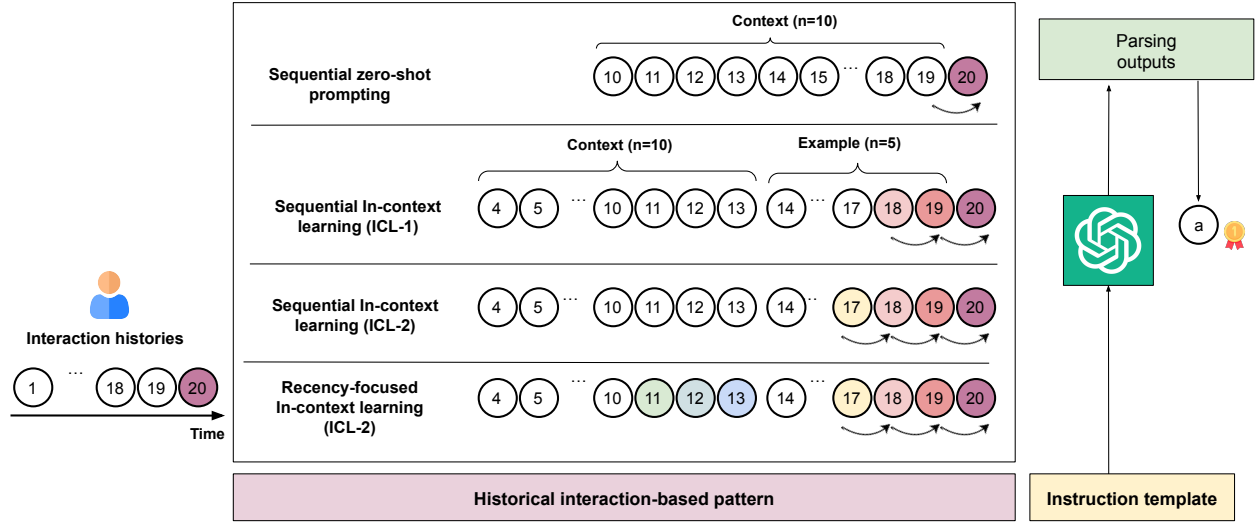 Context (n=10)
Sequential zero-shot
prompting
10 11 12 13 14 15 ... 18 19 20
Context (n=10)
Example (n=5)
Sequential In-context
learning (ICL-1)
4 5 ... 10 11 12 13 14 ... 17 18 19 20
Sequential In-context
learning (ICL-2)
4 5 ... 10 11 12 13 14 .. 17 18 19 20
Recency-focused
In-context learning
(ICL-2)
4 5 ... 10 11 12 13 14 ... 17 18 19 20
Interaction histories
1 ... 18 19 20
Time
Historical interaction-based pattern
Parsing
outputs
a
1
Instruction template